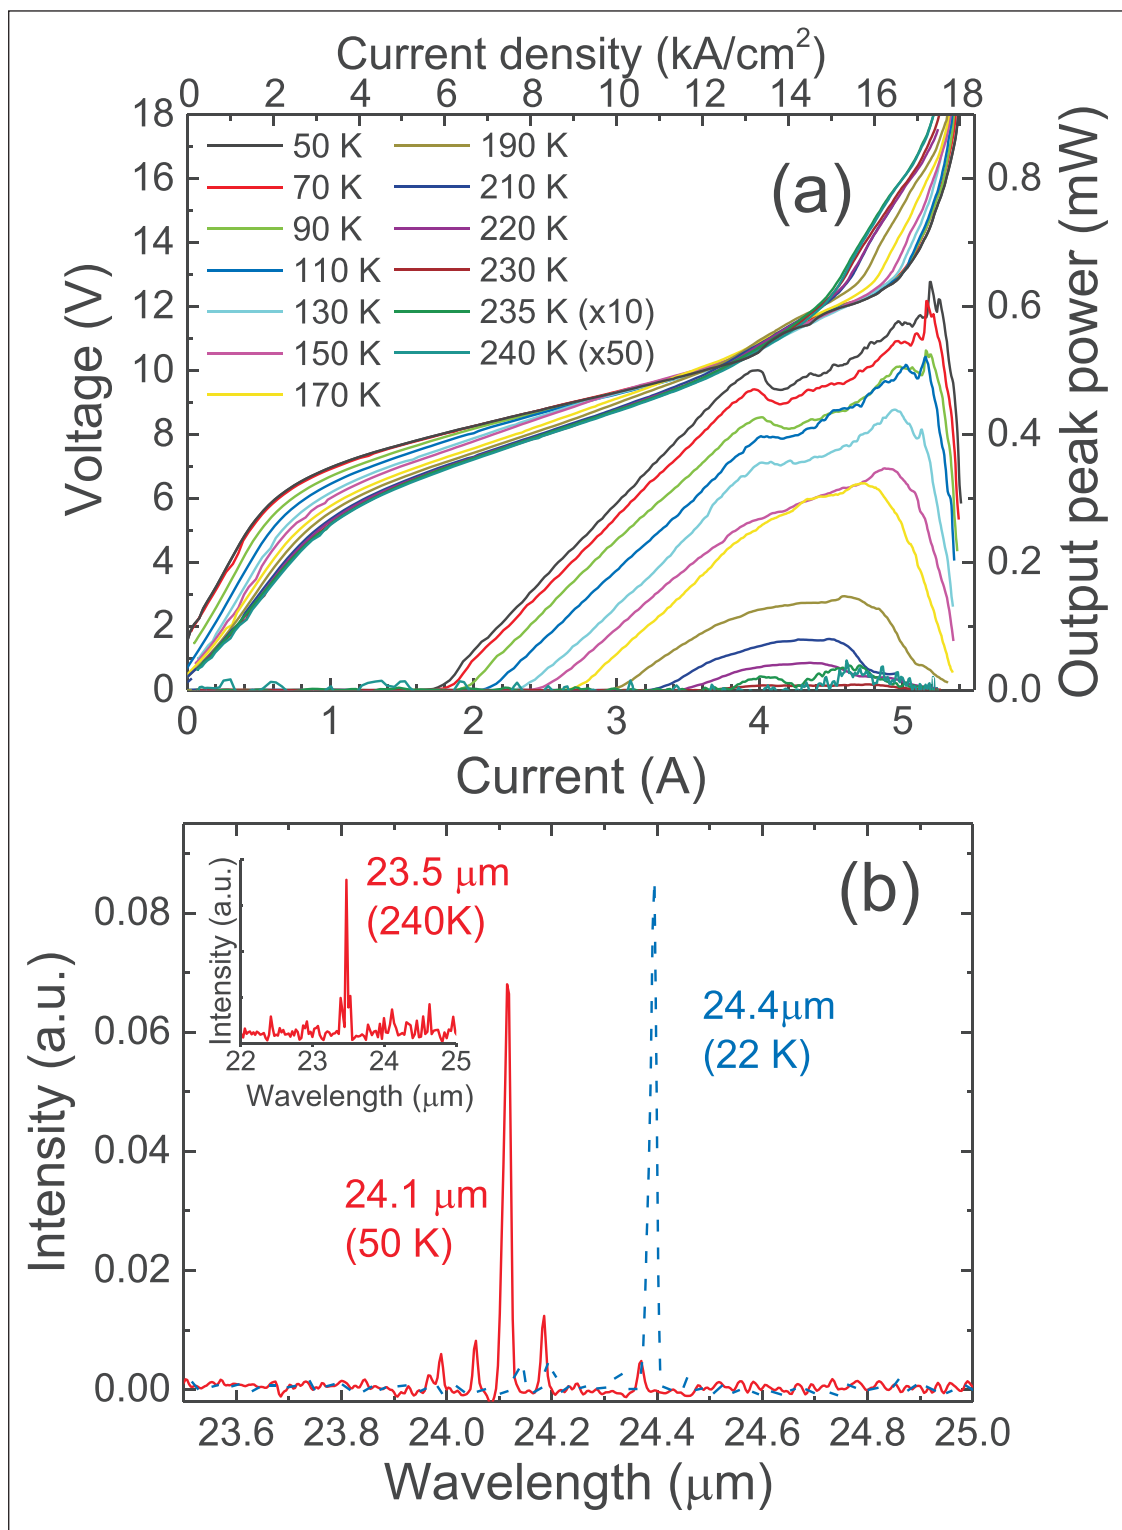 Current density (kA/cm²)
0 2 4 6 8 10 12 14 16 18
18
16
14
12
10
8
6
4
2
0
Voltage (V)
50 K
70 K
90 K
110 K
130 K
150 K
170 K
190 K
210 K
220 K
230 K
235 K (x10)
240 K (x50)
(a)
0.8
0.6
0.4
0.2
0.0
Output peak power (mW)
0 1 2 3 4 5
Current (A)
(b)
Intensity (a.u.)
23.5 μm
(240K)
22 23 24 25
Wavelength (μm)
24.4μm
(22 K)
24.1 μm
(50 K)
0.08
0.06
0.04
0.02
0.00
Intensity (a.u.)
23.6 23.8 24.0 24.2 24.4 24.6 24.8 25.0
Wavelength (μm)